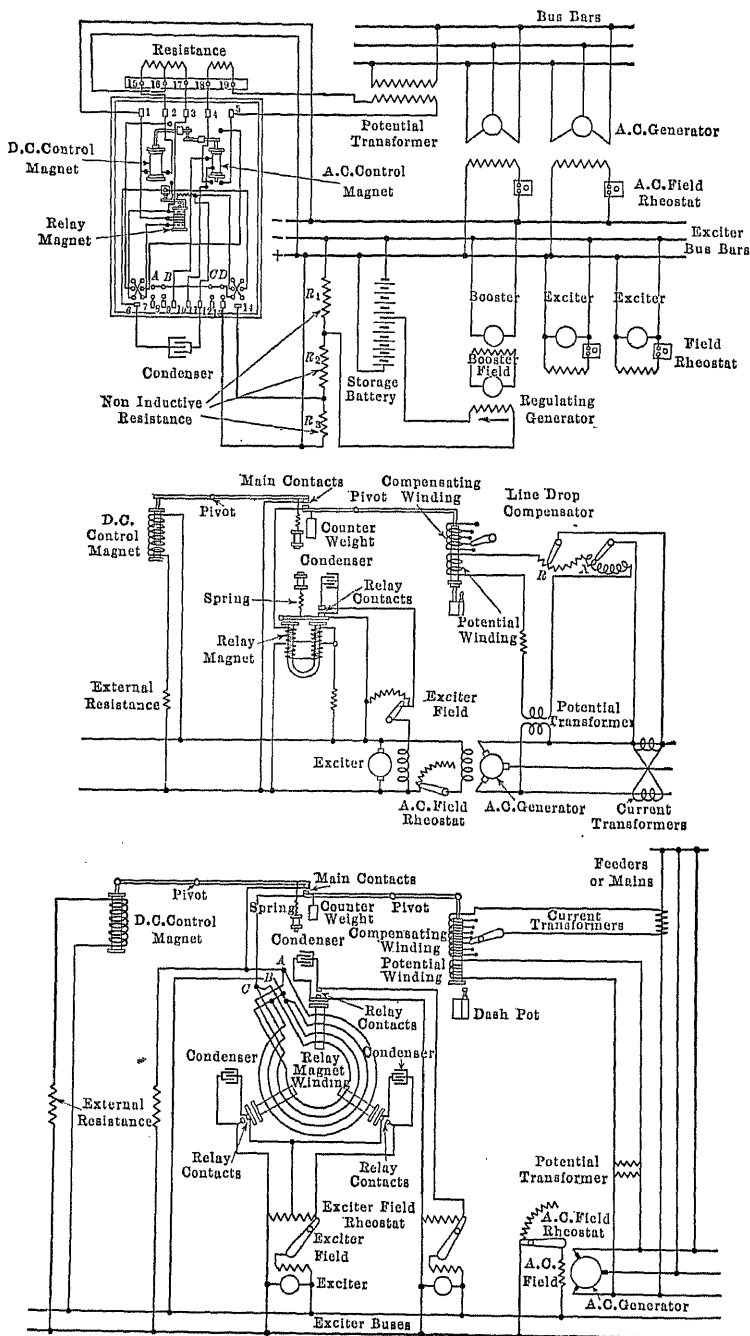 Bus Bars
Resistance
15 16 17 18 19
1 2 3 4 5
Potential
Transformer
A.C.Generator
D.C.Control
Magnet
A.C.Control
Magnet
A.C.Field
Rheostat
Relay
Magnet
Exciter
Bus Bars
A B C D
6 7 8 9 10 11 12 13 14
R1
Booster
Exciter
Exciter
Condenser
R2
Storage
Battery
Booster
Field
Field
Rheostat
Non Inductive
Resistance
R3
Regulating
Generator
Main Contacts
Compensating
Winding
Line Drop
Compensator
D.C.
Control
Magnet
Pivot
Pivot
Counter
Weight
Condenser
R
X
Spring
Relay
Contacts
Relay
Magnet
Potential
Winding
External
Resistance
Exciter
Field
Potential
Transformer
Exciter
A.C.Field
Rheostat
A.C.Generator
Current
Transformers
Feeders
or Mains
Main Contacts
Pivot
Spring
Counter
Weight
Pivot
D.C.Control
Magnet
Current
Transformers
Compensating
Winding
Condenser
Potential
Winding
A
B
C
Relay
Contacts
Dash Pot
Condenser
Relay
Magnet
Winding
Condenser
External
Resistance
Relay
Contacts
Relay
Contacts
Potential
Transformer
Exciter Field
Rheostat
Exciter
Field
A.C.Field
Rheostat
A.C.
Field
Exciter
A.C.Generator
Exciter Buses